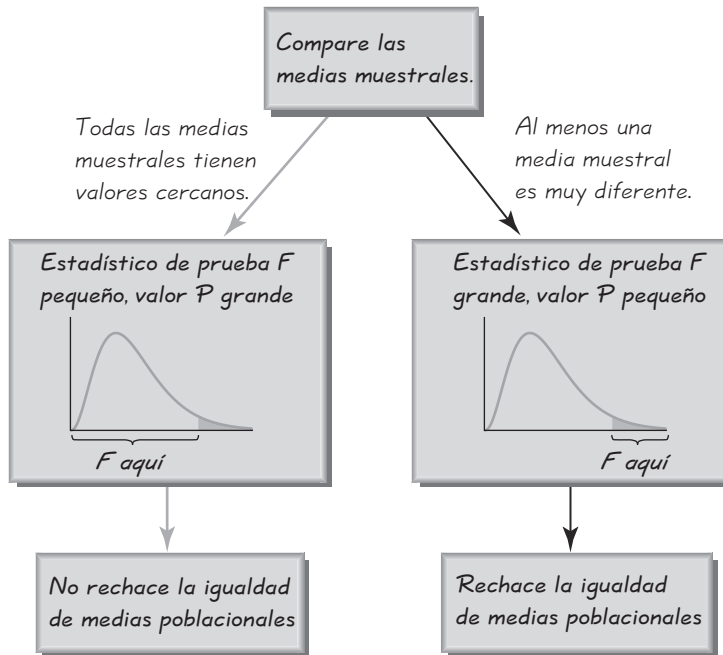 Compare las
medias muestrales.
Todas las medias
muestrales tienen
valores cercanos.
Al menos una
media muestral
es muy diferente.
Estadístico de prueba F
pequeño, valor P grande
F aquí
No rechace la igualdad
de medias poblacionales
Estadístico de prueba F
grande, valor P pequeño
F aquí
Rechace la igualdad
de medias poblacionales